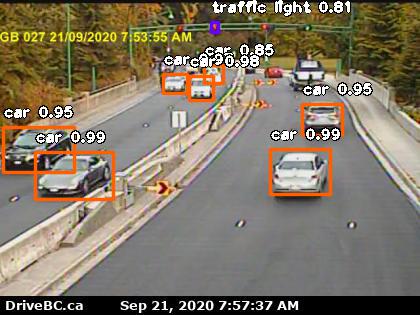 traffic light 0.81
GB 027 21/09/2020 7:53:55 AM
car 0.85
car 0.98
car 0.95
car 0.95
car 0.99
car 0.99
DriveBC.ca Sep 21, 2020 7:57:37 AM